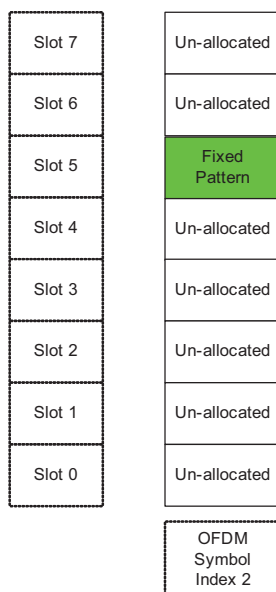 Slot 7
Un-allocated
Slot 6
Un-allocated
Slot 5
Fixed
Pattern
Slot 4
Un-allocated
Slot 3
Un-allocated
Slot 2
Un-allocated
Slot 1
Un-allocated
Slot 0
Un-allocated
OFDM
Symbol
Index 2